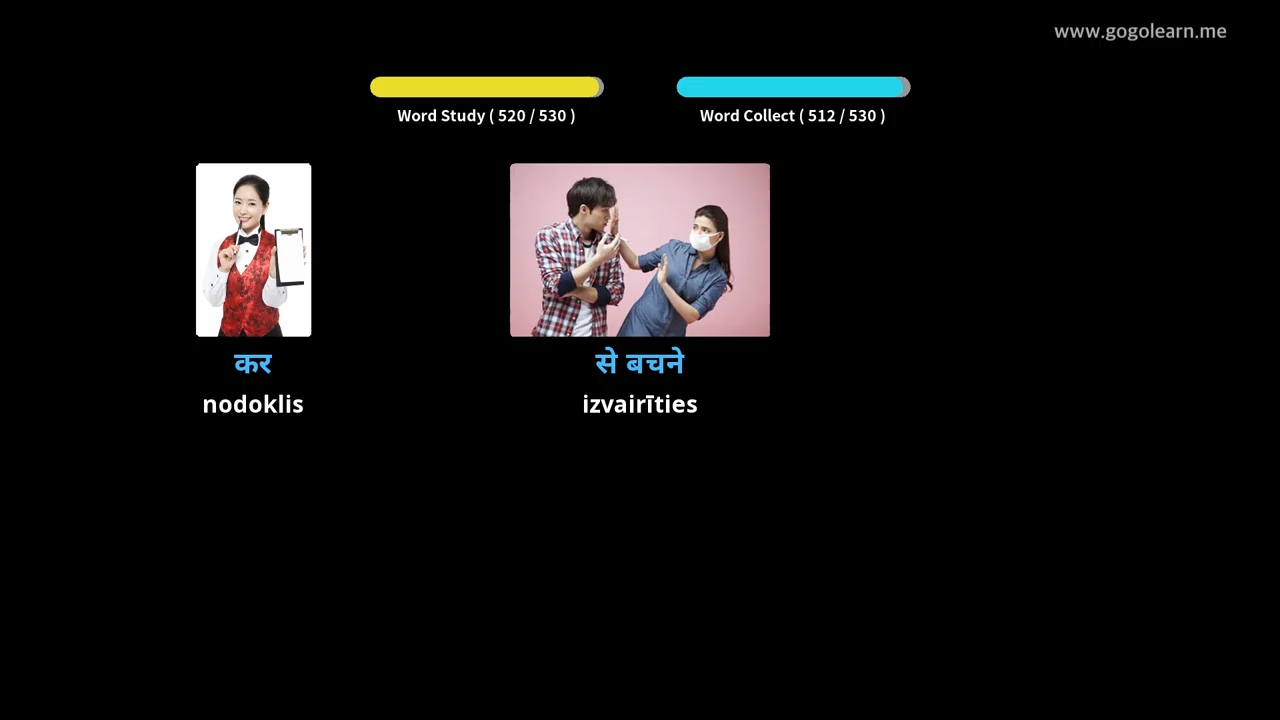 www.gogolearn.me
Word Study ( 520 / 530 )
Word Collect ( 512 / 530 )
कर
से बचने
nodoklis
izvairīties